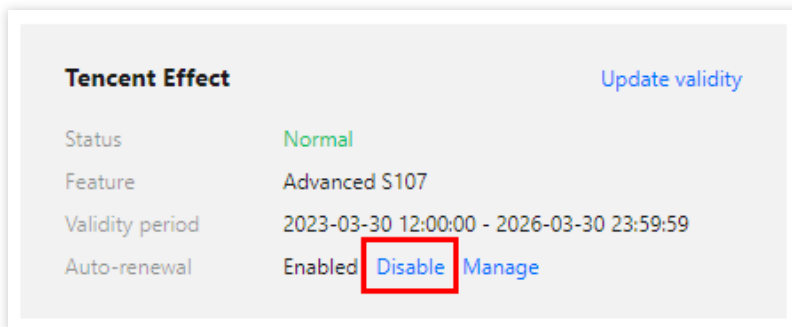 Tencent Effect Update validity
Status Normal
Feature Advanced S107
Validity period 2023-03-30 12:00:00 - 2026-03-30 23:59:59
Auto-renewal Enabled Disable Manage